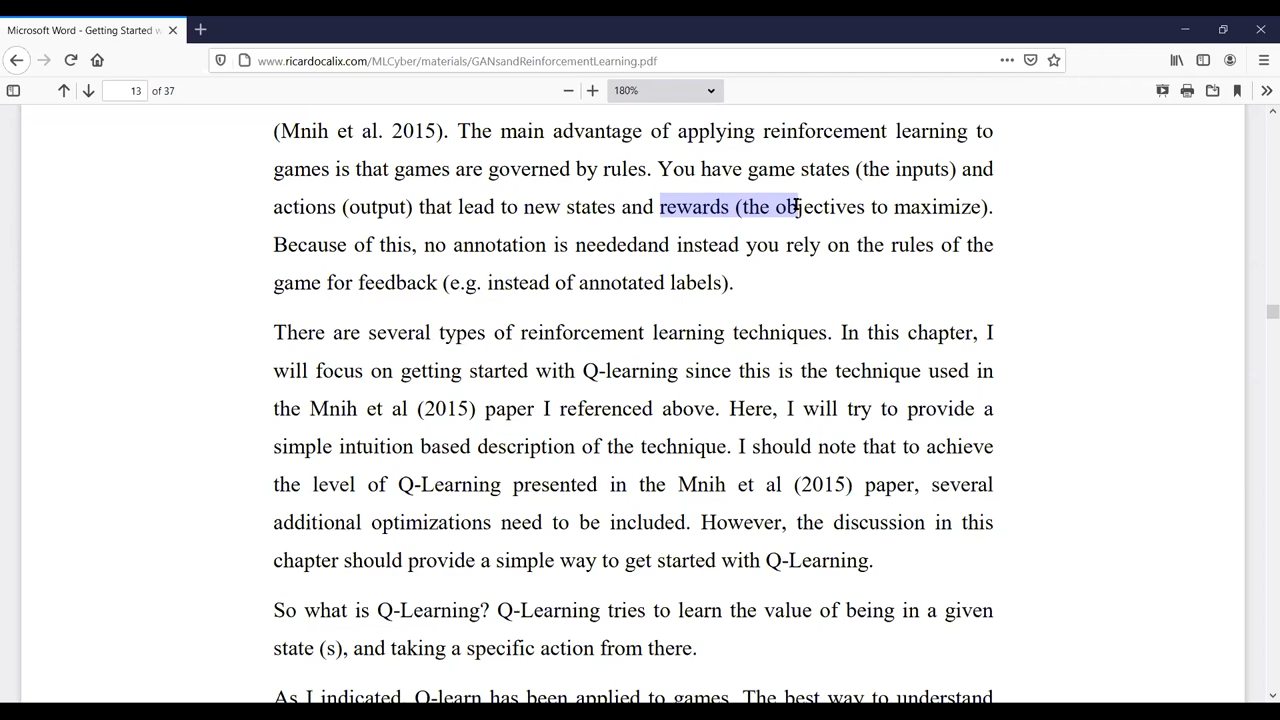 Microsoft Word - Getting Started w
www.ricardocalix.com/MLCyber/materials/GANsandReinforcementLearning.pdf
13 of 37
180%
(Mnih et al. 2015). The main advantage of applying reinforcement learning to
games is that games are governed by rules. You have game states (the inputs) and
actions (output) that lead to new states and rewards (the objectives to maximize).
Because of this, no annotation is neededand instead you rely on the rules of the
game for feedback (e.g. instead of annotated labels).
There are several types of reinforcement learning techniques. In this chapter, I
will focus on getting started with Q-learning since this is the technique used in
the Mnih et al (2015) paper I referenced above. Here, I will try to provide a
simple intuition based description of the technique. I should note that to achieve
the level of Q-Learning presented in the Mnih et al (2015) paper, several
additional optimizations need to be included. However, the discussion in this
chapter should provide a simple way to get started with Q-Learning.
So what is Q-Learning? Q-Learning tries to learn the value of being in a given
state (s), and taking a specific action from there.
As I indicated, Q-learn has been applied to games. The best way to understand